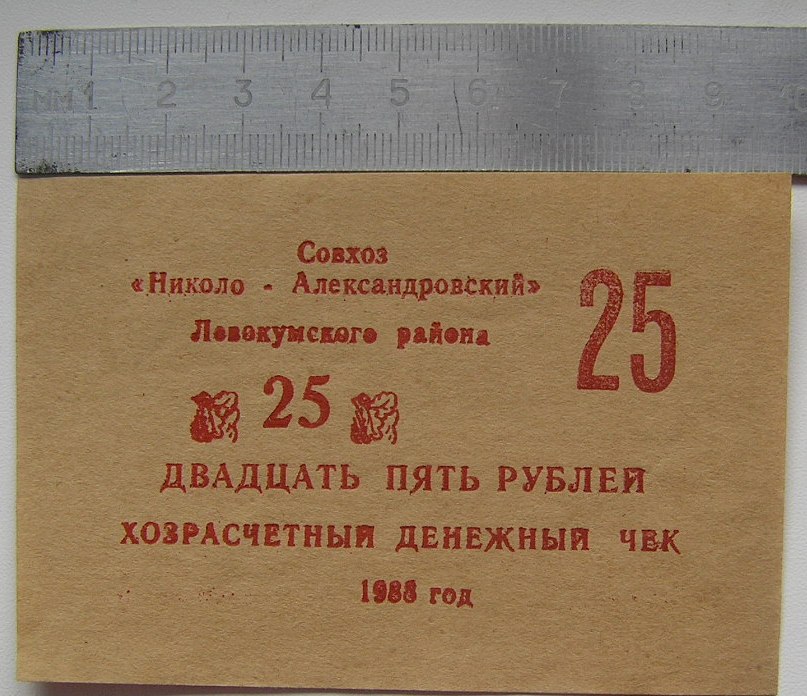 мм 1 2 3 4 5 6 7 8 9
Совхоз
«Николо - Александровский»
Левокумского района
25
25
ДВАДЦАТЬ ПЯТЬ РУБЛЕЙ
ХОЗРАСЧЕТНЫЙ ДЕНЕЖНЫЙ ЧЕК
1988 год